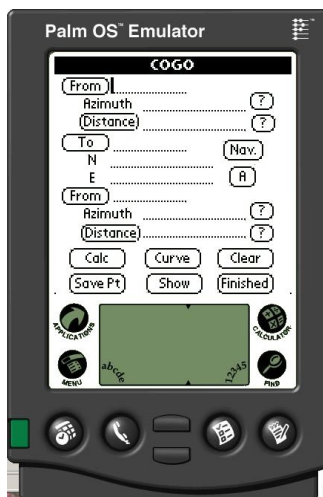 Palm OS™ Emulator
COGO
From
Azimuth ?
Distance ?
To Nav.
N
E A
From
Azimuth ?
Distance ?
Calc Curve Clear
Save Pt Show Finished
APPLICATIONS CALCULATOR
MENU abcde 12345 FIND